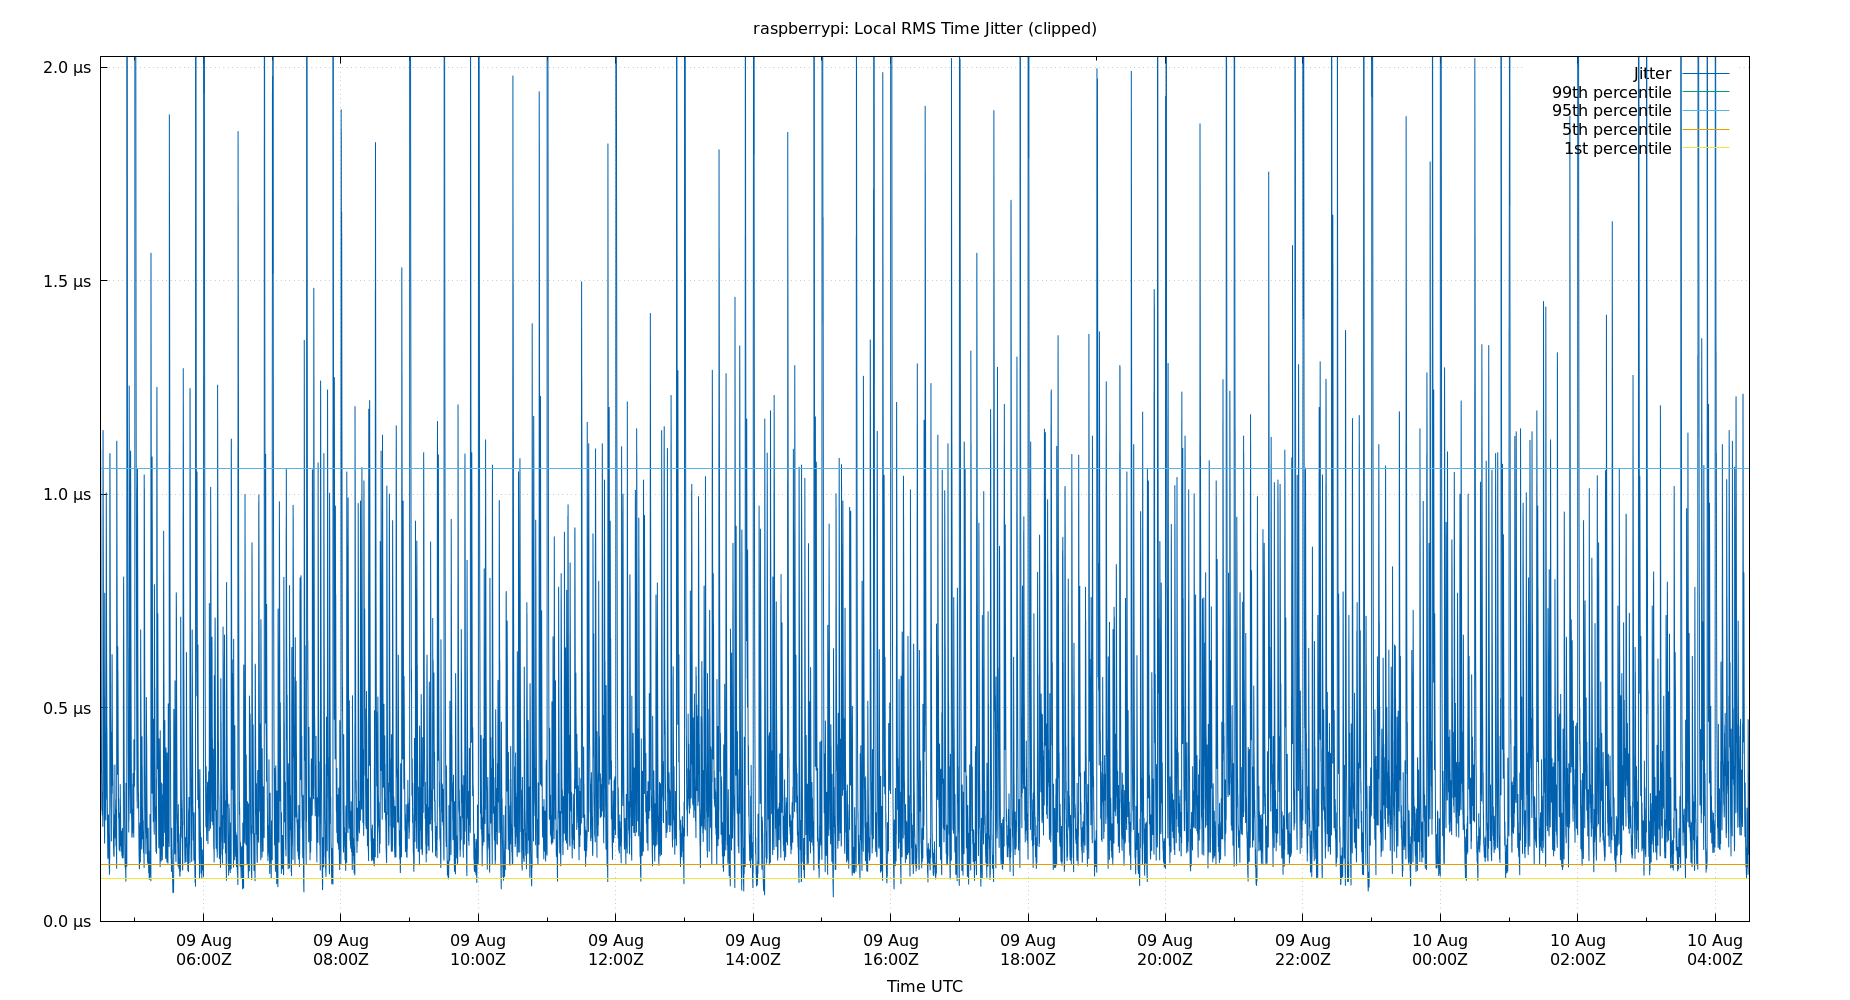 raspberrypi: Local RMS Time Jitter (clipped)
2.0 µs
1.5 µs
1.0 µs
0.5 µs
0.0 µs
Jitter
99th percentile
95th percentile
5th percentile
1st percentile
09 Aug 09 Aug 09 Aug 09 Aug 09 Aug 09 Aug 09 Aug 09 Aug 09 Aug 10 Aug 10 Aug 10 Aug
06:00Z 08:00Z 10:00Z 12:00Z 14:00Z 16:00Z 18:00Z 20:00Z 22:00Z 00:00Z 02:00Z 04:00Z
Time UTC